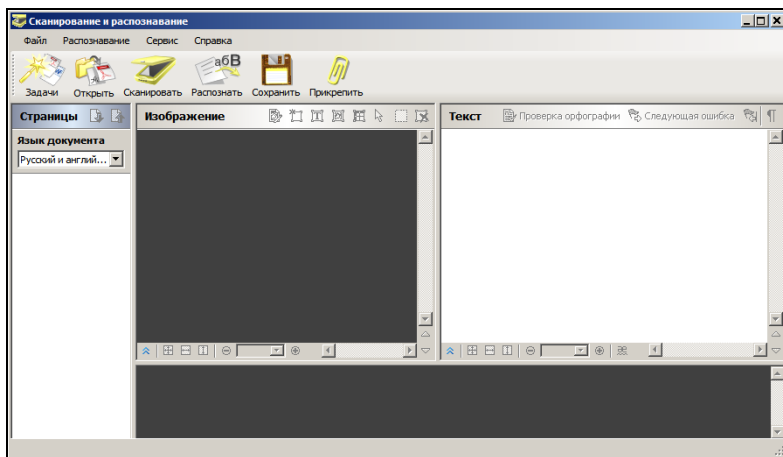 Сканирование и распознавание
Файл Распознавание Сервис Справка
Задачи Открыть Сканировать Распознать Сохранить Прикрепить
Страницы Изображение Текст Проверка орфографии Следующая ошибка
Язык документа
Русский и англий...